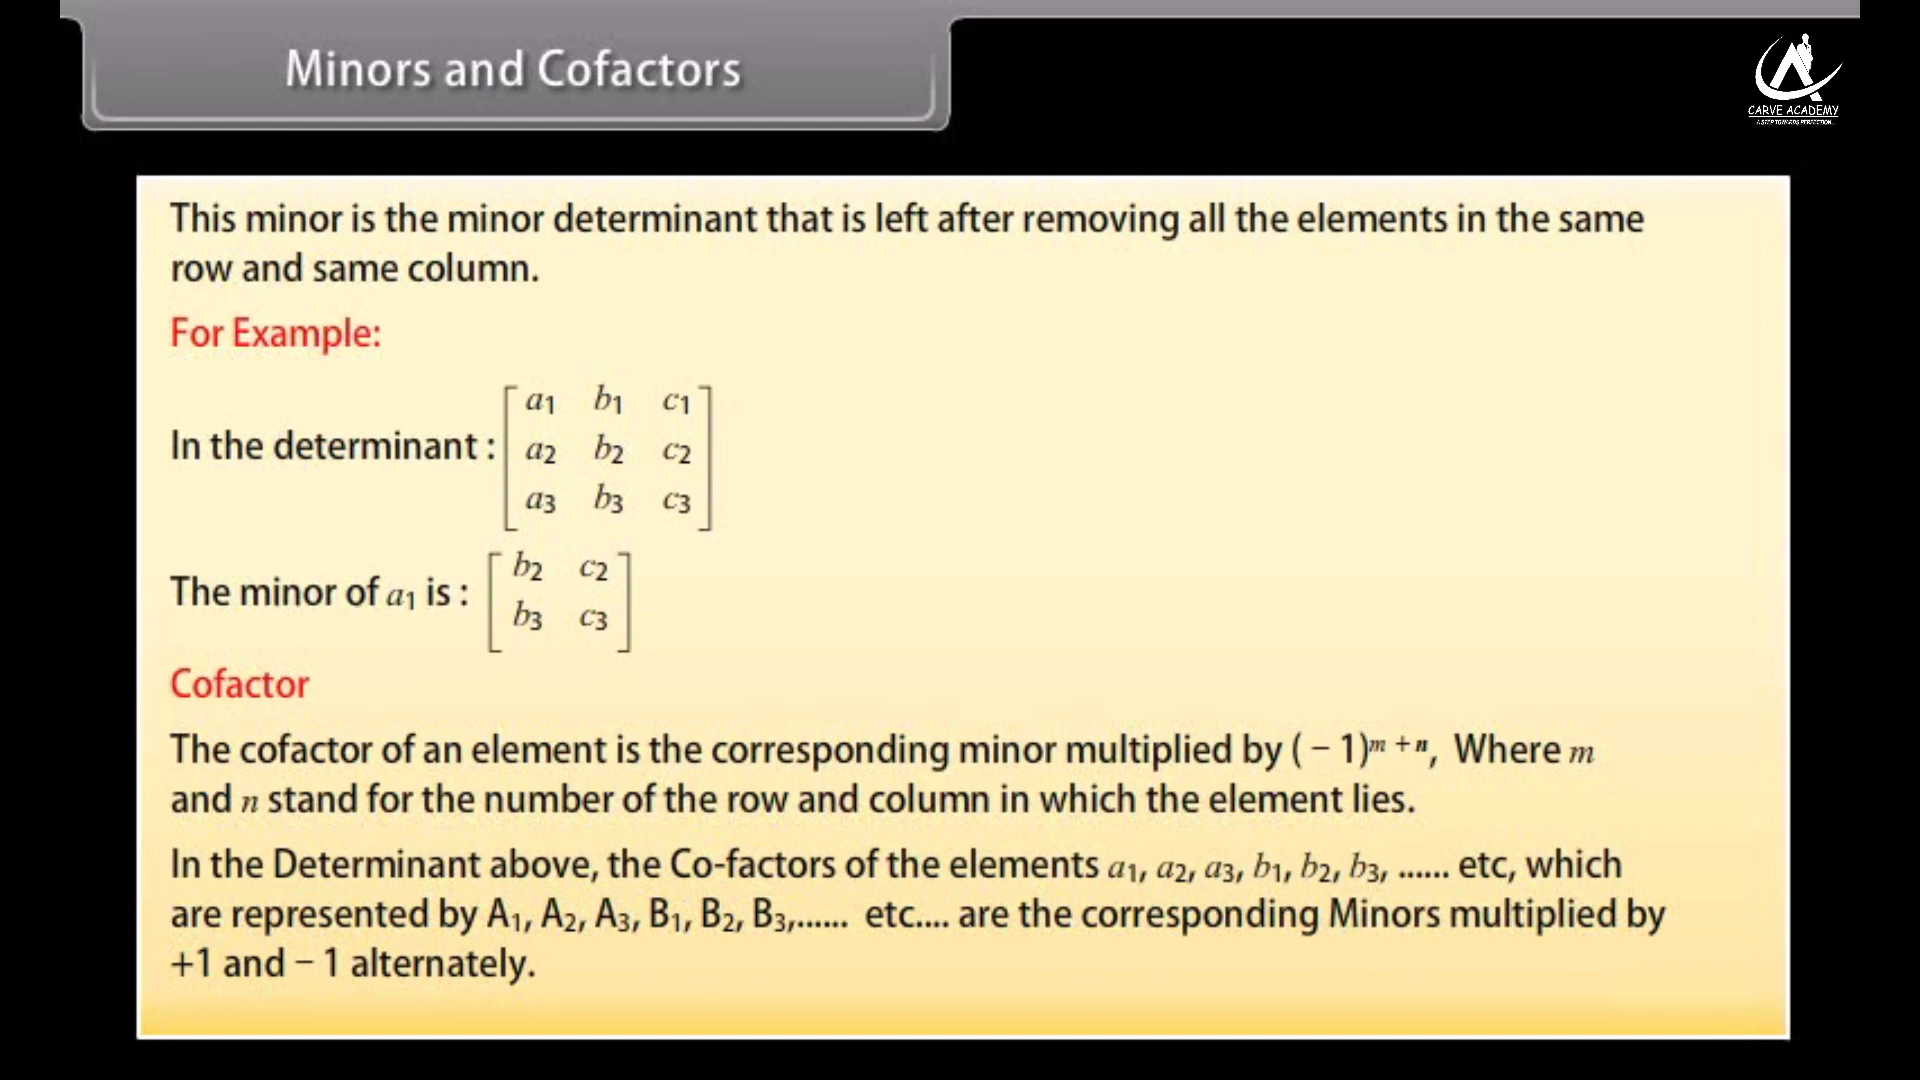 Minors and Cofactors
CARVE ACADEMY
A STEP TOWARDS PERFECTION...
This minor is the minor determinant that is left after removing all the elements in the same
row and same column.
For Example:
a1 b1 c1
In the determinant : a2 b2 c2
a3 b3 c3
b2 c2
The minor of a1 is :
b3 c3
Cofactor
The cofactor of an element is the corresponding minor multiplied by ( − 1)^m + n, Where m
and n stand for the number of the row and column in which the element lies.
In the Determinant above, the Co-factors of the elements a1, a2, a3, b1, b2, b3, ...... etc, which
are represented by A1, A2, A3, B1, B2, B3,...... etc.... are the corresponding Minors multiplied by
+1 and − 1 alternately.